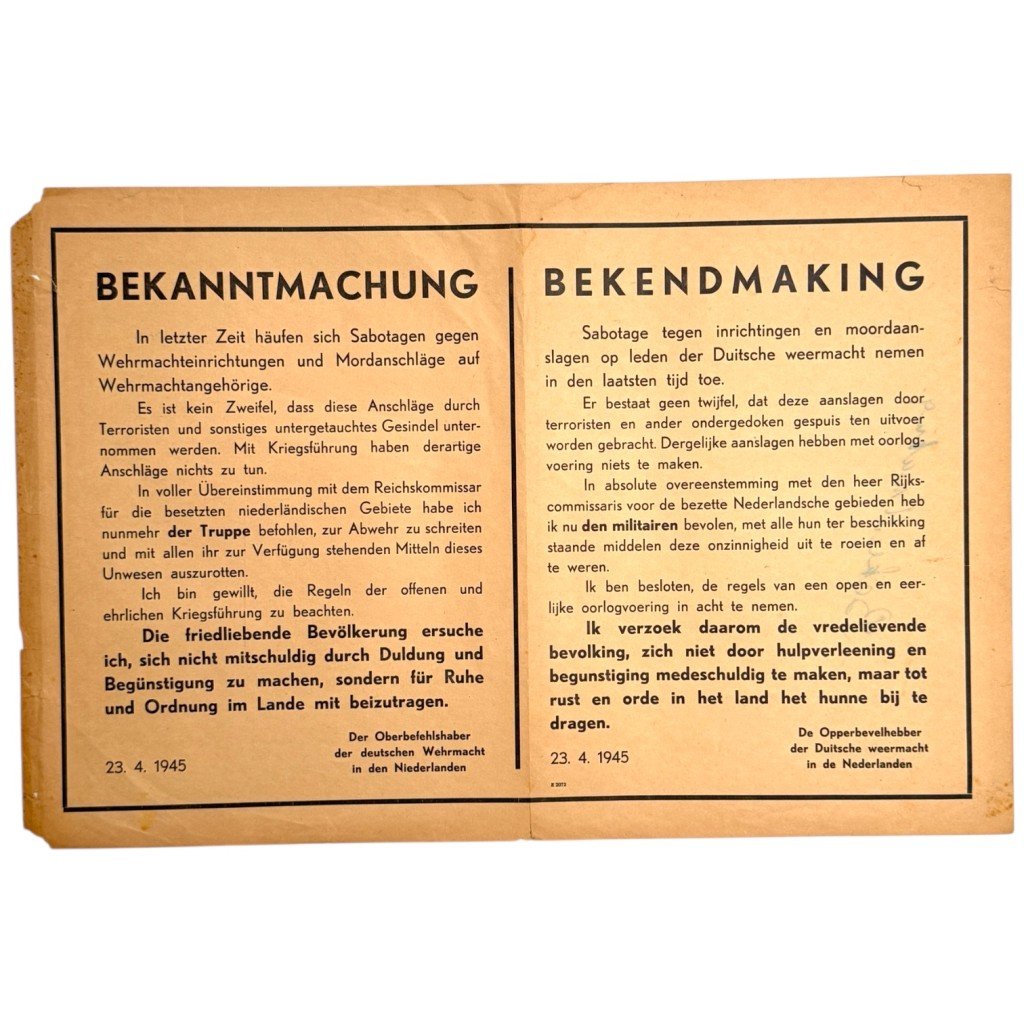 BEKANNTMACHUNG
In letzter Zeit häufen sich Sabotagen gegen
Wehrmachteinrichtungen und Mordanschläge auf
Wehrmachtangehörige.
Es ist kein Zweifel, dass diese Anschläge durch
Terroristen und sonstiges untergetauchtes Gesindel unter-
nommen werden. Mit Kriegsführung haben derartige
Anschläge nichts zu tun.
In voller Übereinstimmung mit dem Reichskommissar
für die besetzten niederländischen Gebiete habe ich
nunmehr der Truppe befohlen, zur Abwehr zu schreiten
und mit allen ihr zur Verfügung stehenden Mitteln dieses
Unwesen auszurotten.
Ich bin gewillt, die Regeln der offenen und
ehrlichen Kriegsführung zu beachten.
Die friedliebende Bevölkerung ersuche
ich, sich nicht mitschuldig durch Duldung und
Begünstigung zu machen, sondern für Ruhe
und Ordnung im Lande mit beizutragen.
Der Oberbefehlshaber
der deutschen Wehrmacht
in den Niederlanden
23. 4. 1945
BEKENDMAKING
Sabotage tegen inrichtingen en moordaan-
slagen op leden der Duitsche weermacht nemen
in den laatsten tijd toe.
Er bestaat geen twijfel, dat deze aanslagen door
terroristen en ander ondergedoken gespuis ten uitvoer
worden gebracht. Dergelijke aanslagen hebben met oorlog-
voering niets te maken.
In absolute overeenstemming met den heer Rijks-
commissaris voor de bezette Nederlandsche gebieden heb
ik nu den militairen bevolen, met alle hun ter beschikking
staande middelen deze onzinnigheid uit te roeien en af
te weren.
Ik ben besloten, de regels van een open en eer-
lijke oorlogvoering in acht te nemen.
Ik verzoek daarom de vredelievende
bevolking, zich niet door hulpverleening en
begunstiging medeschuldig te maken, maar tot
rust en orde in het land het hunne bij te
dragen.
De Opperbevelhebber
der Duitsche weermacht
in de Nederlanden
23. 4. 1945
K 2073